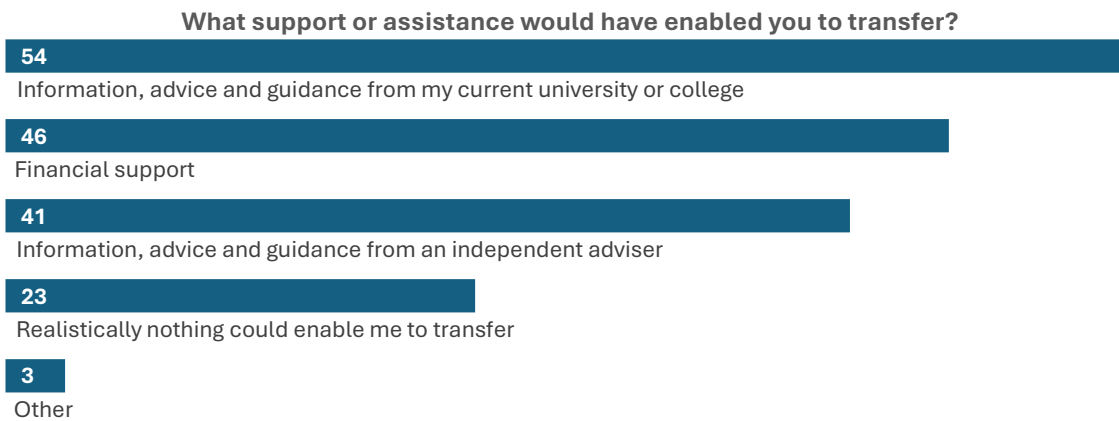 What support or assistance would have enabled you to transfer?
54
Information, advice and guidance from my current university or college
46
Financial support
41
Information, advice and guidance from an independent adviser
23
Realistically nothing could enable me to transfer
3
Other